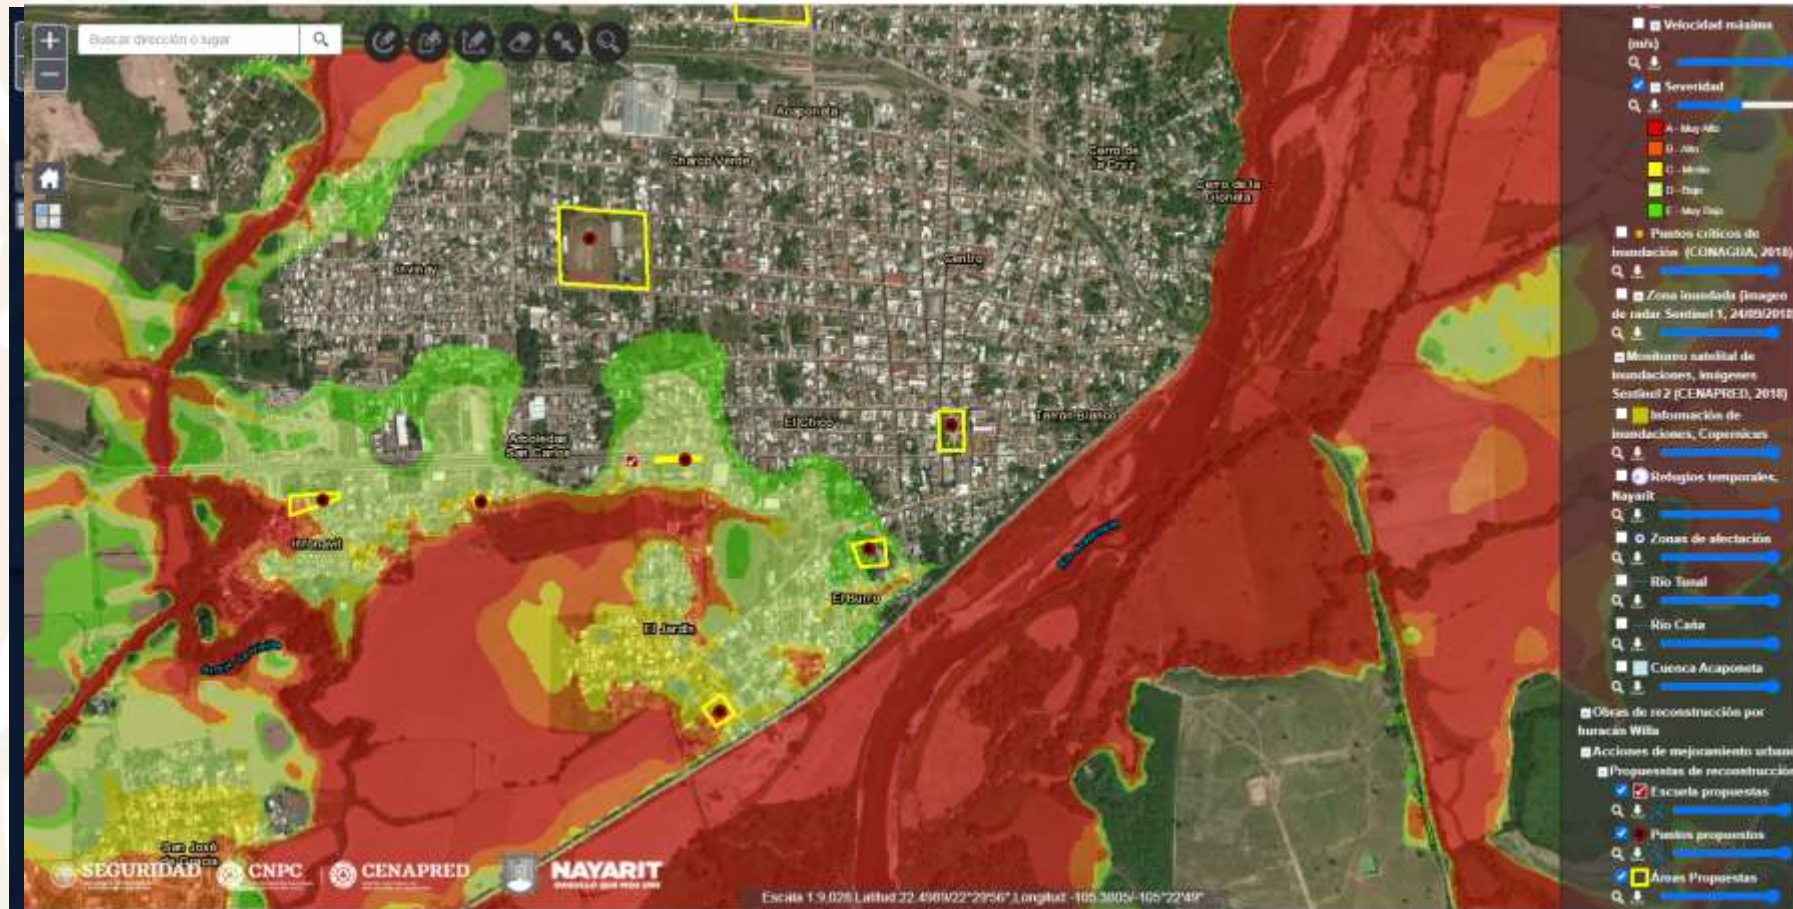 Buscar dirección o lugar
Acaponeta
Charco Verde
Cerro de
La Cruz
Cerro de la
Glorieta
Centro
El Chico
Arboledas
San Carlos
Infonavit
El Jardín
San José
de Gracia
SEGURIDAD
CNPC
CENAPRED
NAYARIT
Velocidad máxima
(m/s)
Severidad
A - Muy Alto
B - Alto
C - Medio
D - Bajo
E - Muy Bajo
Puntos críticos de
inundación (CONAGUA, 2018)
Zona inundada (imagen
de radar Sentinel 1, 24/09/2018)
Monitoreo satelital de
inundaciones, imágenes
Sentinel 2 (CENAPRED, 2018)
Información de
inundaciones, Copernicus
Refugios temporales,
Nayarit
Zonas de afectación
Río Tunal
Río Caña
Cuenca Acaponeta
Obras de reconstrucción por
huracán Willa
Acciones de mejoramiento urbano
Propuestas de reconstrucción
Escuela propuestas
Puntos propuestos
Áreas Propuestas